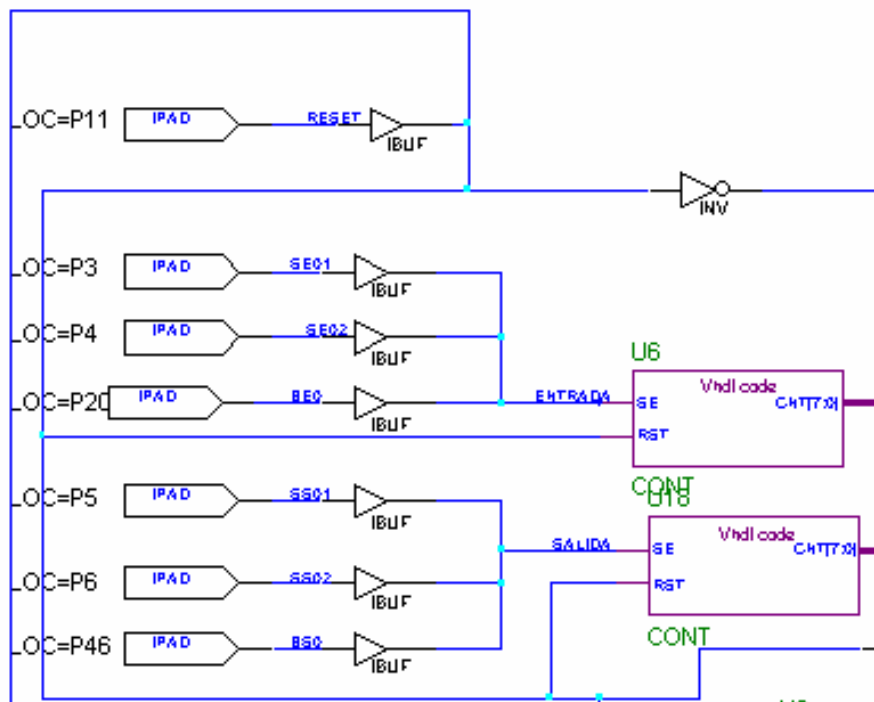 LOC=P11 IPAD RESET IBUF
INV
LOC=P3 IPAD SE01 IBUF
LOC=P4 IPAD SE02 IBUF
U6
LOC=P20 IPAD BE0 IBUF ENTRADA SE Vhdl code CNT[7:0]
RST
CONT
U18
LOC=P5 IPAD SS01 IBUF
SALIDA SE Vhdl code CNT[7:0]
LOC=P6 IPAD SS02 IBUF RST
LOC=P46 IPAD BS0 IBUF CONT